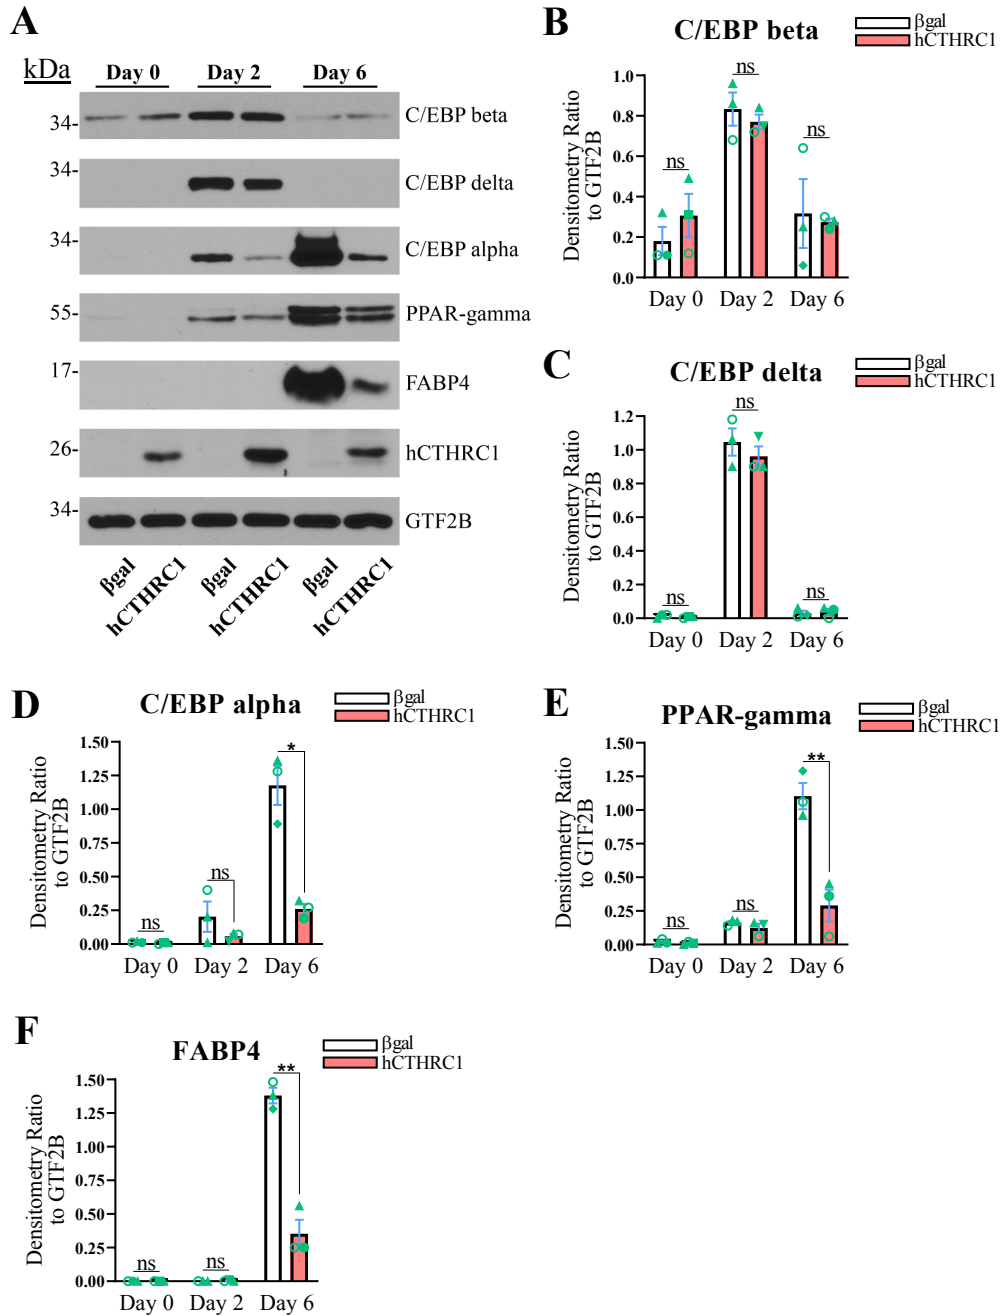 A
kDa
Day 0 Day 2 Day 6
34- C/EBP beta
34- C/EBP delta
34- C/EBP alpha
55- PPAR-gamma
17- FABP4
26- hCTHRC1
34- GTF2B
βgal hCTHRC1 βgal hCTHRC1 βgal hCTHRC1
B
C/EBP beta
βgal
hCTHRC1
Densitometry Ratio
to GTF2B
1.0
0.8
0.6
0.4
0.2
0.0
ns ns ns
Day 0 Day 2 Day 6
C
C/EBP delta
βgal
hCTHRC1
Densitometry Ratio
to GTF2B
1.2
1.0
0.8
0.6
0.4
0.2
0.0
ns ns ns
Day 0 Day 2 Day 6
D
C/EBP alpha
βgal
hCTHRC1
Densitometry Ratio
to GTF2B
1.50
1.25
1.00
0.75
0.50
0.25
0.00
ns ns *
Day 0 Day 2 Day 6
E
PPAR-gamma
βgal
hCTHRC1
Densitometry Ratio
to GTF2B
1.50
1.25
1.00
0.75
0.50
0.25
0.00
ns ns **
Day 0 Day 2 Day 6
F
FABP4
βgal
hCTHRC1
Densitometry Ratio
to GTF2B
1.50
1.25
1.00
0.75
0.50
0.25
0.00
ns ns **
Day 0 Day 2 Day 6